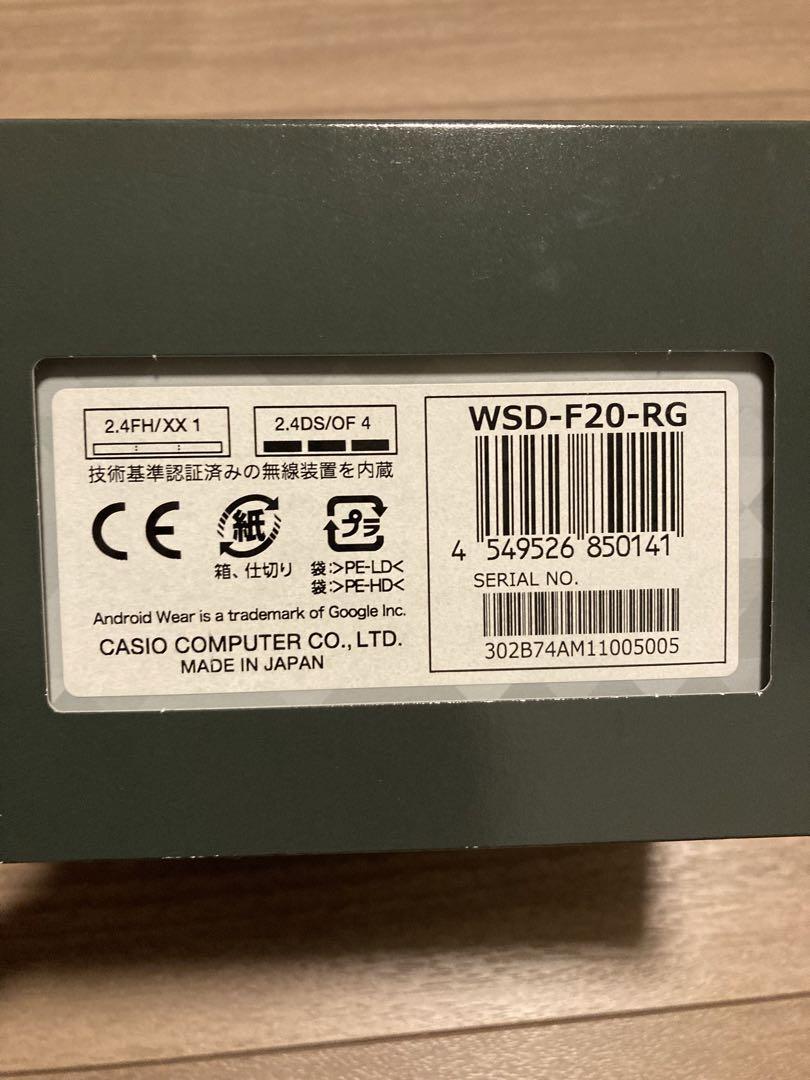 2.4FH/XX 1
2.4DS/OF 4
技術基準認証済みの無線装置を内蔵
CE
紙
プラ
箱、仕切り
袋:>PE-LD<
袋:>PE-HD<
Android Wear is a trademark of Google Inc.
CASIO COMPUTER CO., LTD.
MADE IN JAPAN
WSD-F20-RG
4 549526 850141
SERIAL NO.
302B74AM11005005